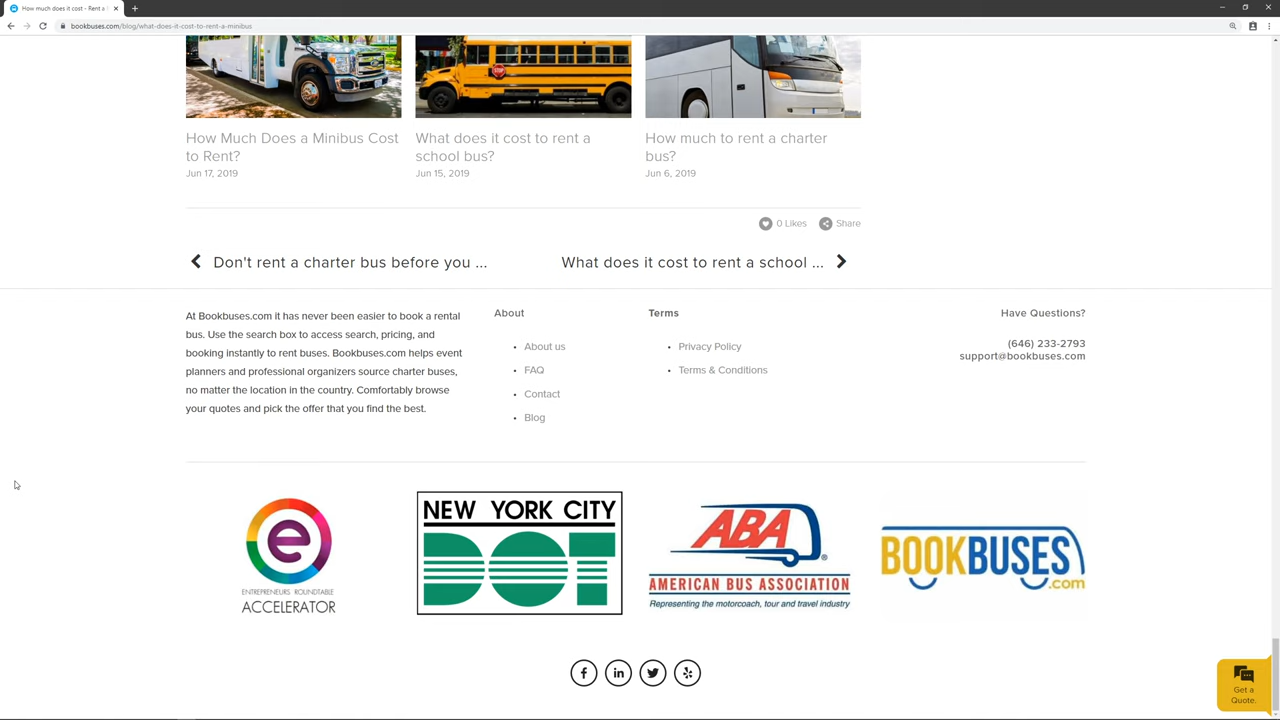 How much does it cost - Rent a
bookbuses.com/blog/what-does-it-cost-to-rent-a-minibus
STOP
How Much Does a Minibus Cost
to Rent?
Jun 17, 2019
What does it cost to rent a
school bus?
Jun 15, 2019
How much to rent a charter
bus?
Jun 6, 2019
0 Likes
Share
Don't rent a charter bus before you ...
What does it cost to rent a school ...
At Bookbuses.com it has never been easier to book a rental
bus. Use the search box to access search, pricing, and
booking instantly to rent buses. Bookbuses.com helps event
planners and professional organizers source charter buses,
no matter the location in the country. Comfortably browse
your quotes and pick the offer that you find the best.
About
• About us
• FAQ
• Contact
• Blog
Terms
• Privacy Policy
• Terms & Conditions
Have Questions?
(646) 233-2793
support@bookbuses.com
e
ENTREPRENEURS ROUNDTABLE
ACCELERATOR
NEW YORK CITY
DOT
ABA®
AMERICAN BUS ASSOCIATION
Representing the motorcoach, tour and travel industry
BOOKBUSES
.com
f
in
Get a
Quote.